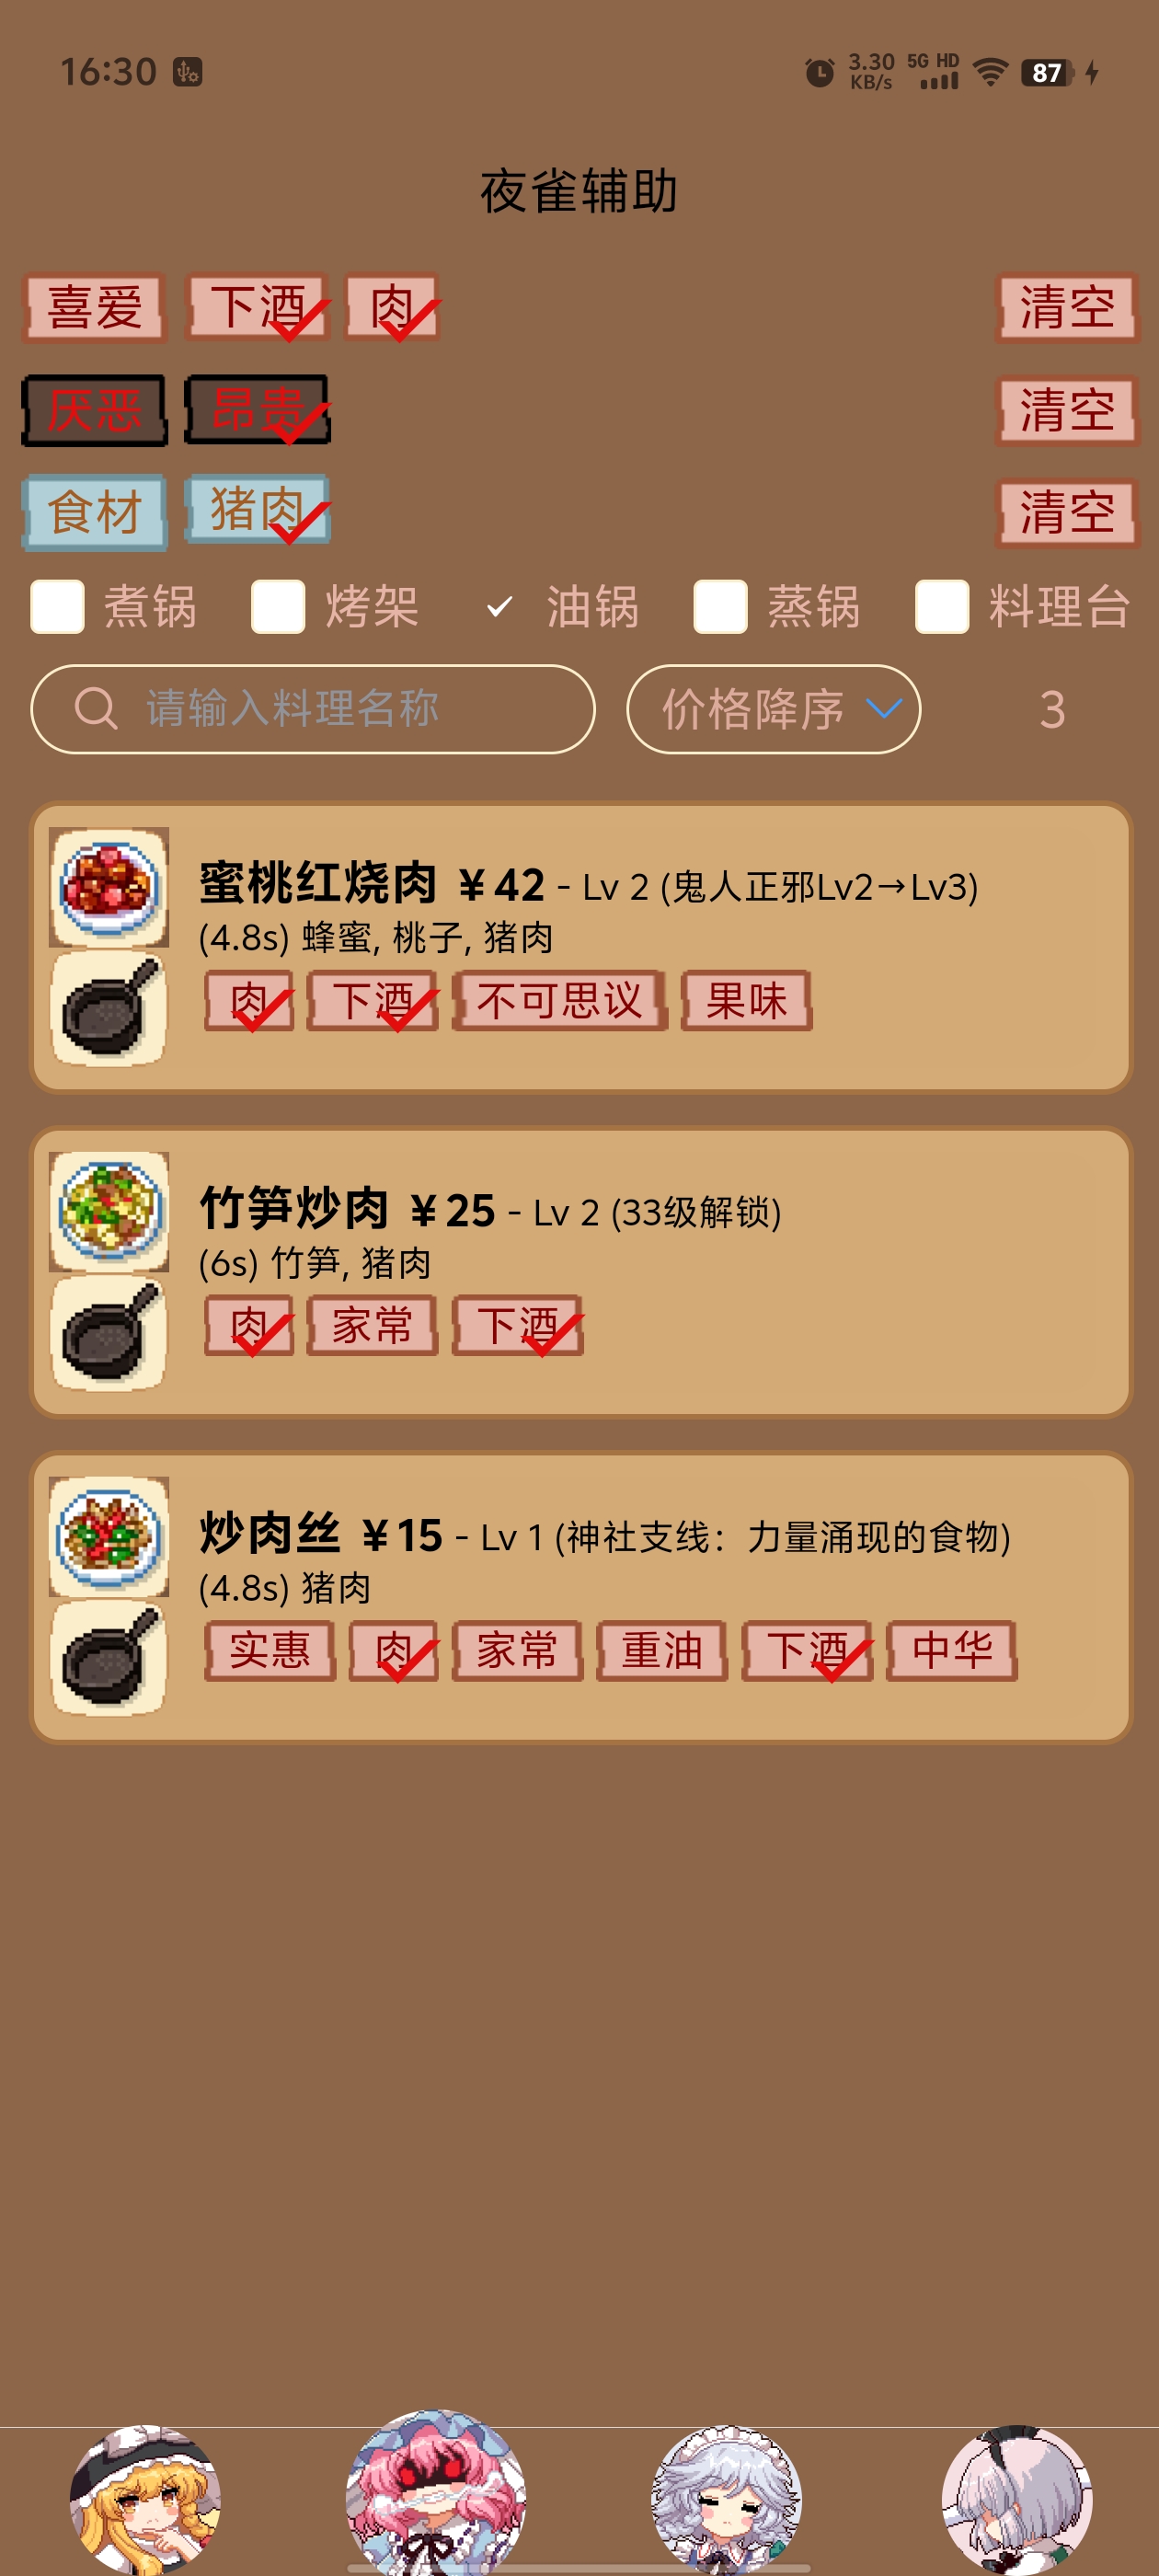 16:30 3.30 KB/s 5G HD 87
夜雀辅助
喜爱 下酒 肉 清空
厌恶 昂贵 清空
食材 猪肉 清空
煮锅 烤架 油锅 蒸锅 料理台
请输入料理名称 价格降序 3
蜜桃红烧肉 ¥42 - Lv 2 (鬼人正邪Lv2→Lv3)
(4.8s) 蜂蜜, 桃子, 猪肉
肉 下酒 不可思议 果味
竹笋炒肉 ¥25 - Lv 2 (33级解锁)
(6s) 竹笋, 猪肉
肉 家常 下酒
炒肉丝 ¥15 - Lv 1 (神社支线：力量涌现的食物)
(4.8s) 猪肉
实惠 肉 家常 重油 下酒 中华